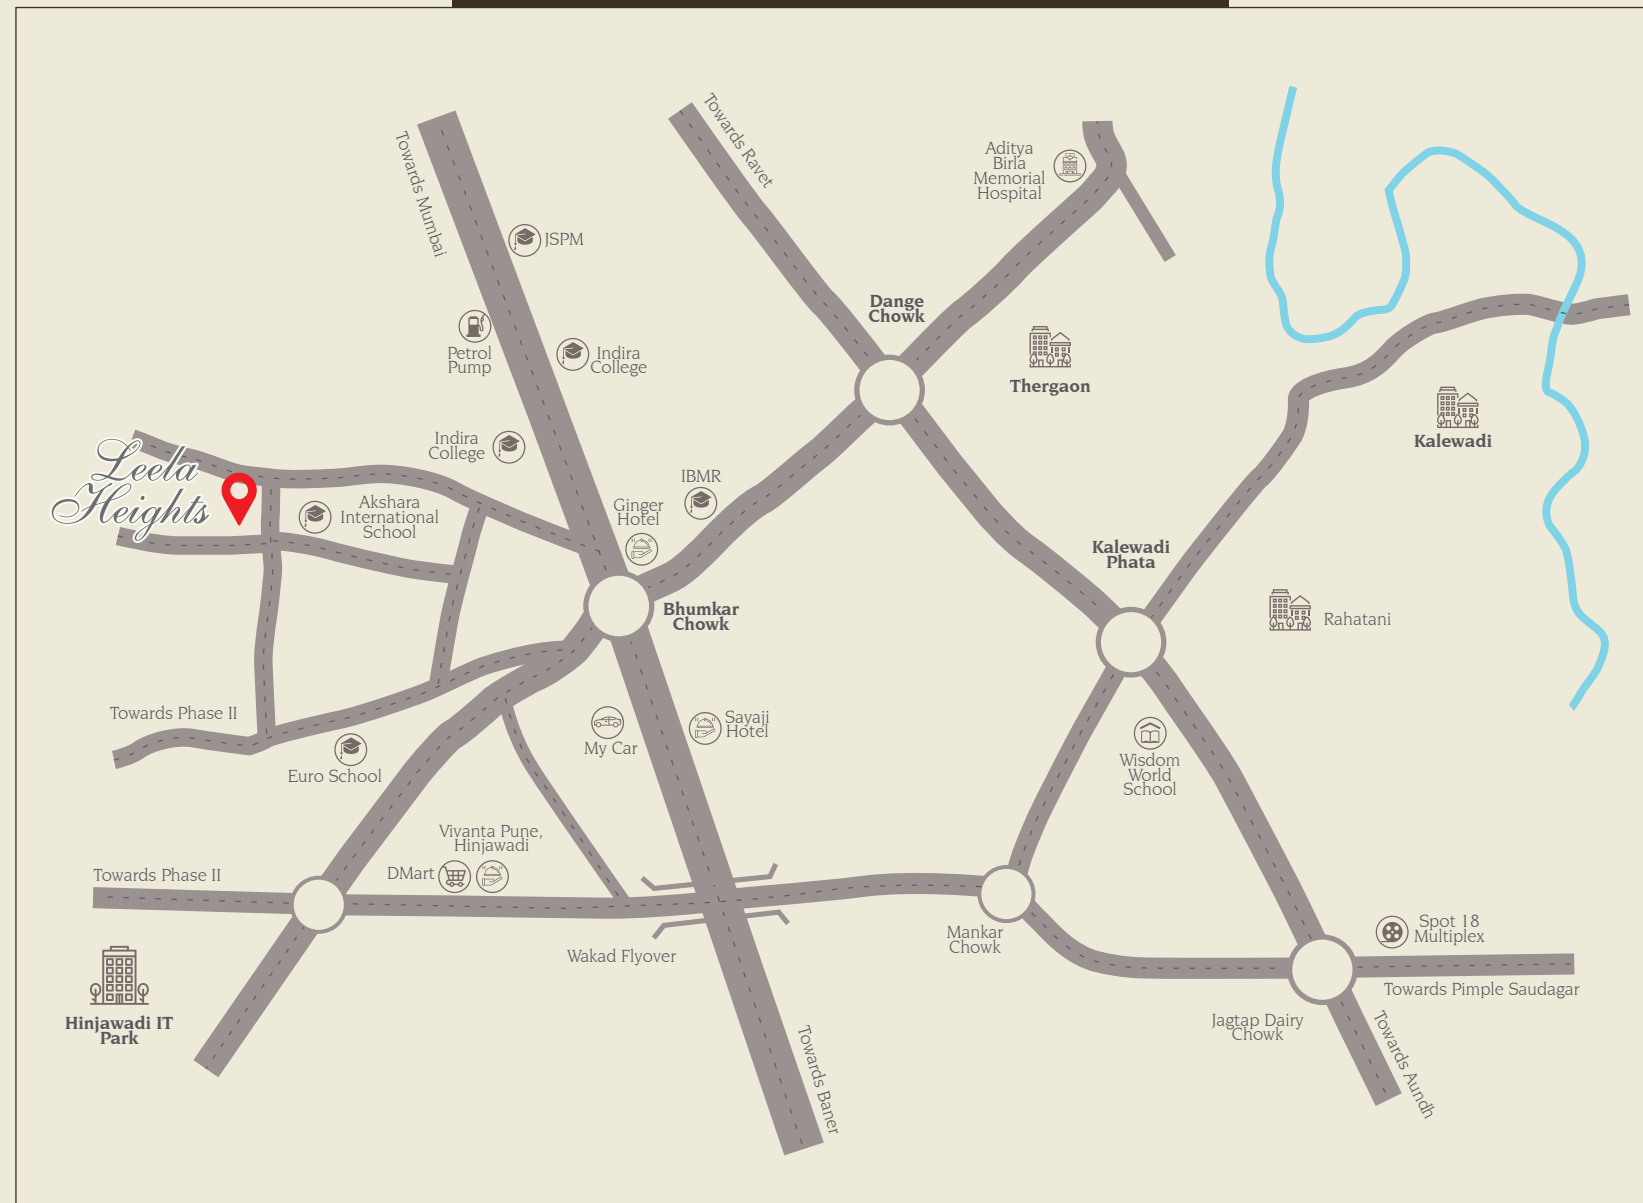 Towards Mumbai
Towards Ravet
Aditya
Birla
Memorial
Hospital
JSPM
Dange
Chowk
Petrol
Pump
Indira
College
Thergaon
Kalewadi
Indira
College
Leela
Heights
Akshara
International
School
IBMR
Ginger
Hotel
Kalewadi
Phata
Bhumkar
Chowk
Rahatani
Towards Phase II
Euro School
My Car
Sayaji
Hotel
Wisdom
World
School
Vivanta Pune,
Hinjawadi
DMart
Towards Phase II
Wakad Flyover
Mankar
Chowk
Spot 18
Multiplex
Towards Pimple Saudagar
Hinjawadi IT
Park
Jagtap Dairy
Chowk
Towards Baner
Towards Aundh